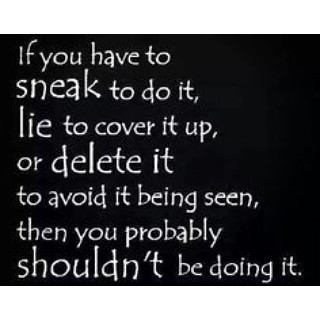 If you have to
sneak to do it,
lie to cover it up,
or delete it
to avoid it being seen,
then you probably
shouldn't be doing it.